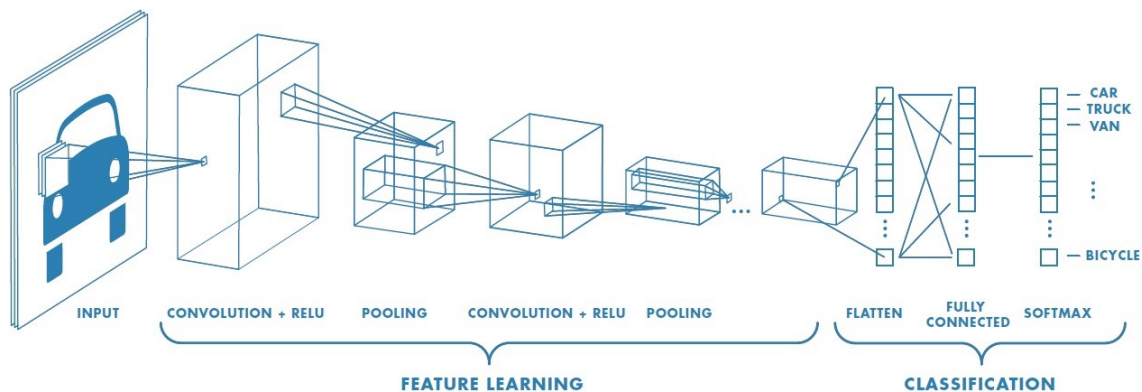 CAR
TRUCK
VAN
BICYCLE
INPUT
CONVOLUTION + RELU
POOLING
CONVOLUTION + RELU
POOLING
FLATTEN
FULLY
CONNECTED
SOFTMAX
FEATURE LEARNING
CLASSIFICATION